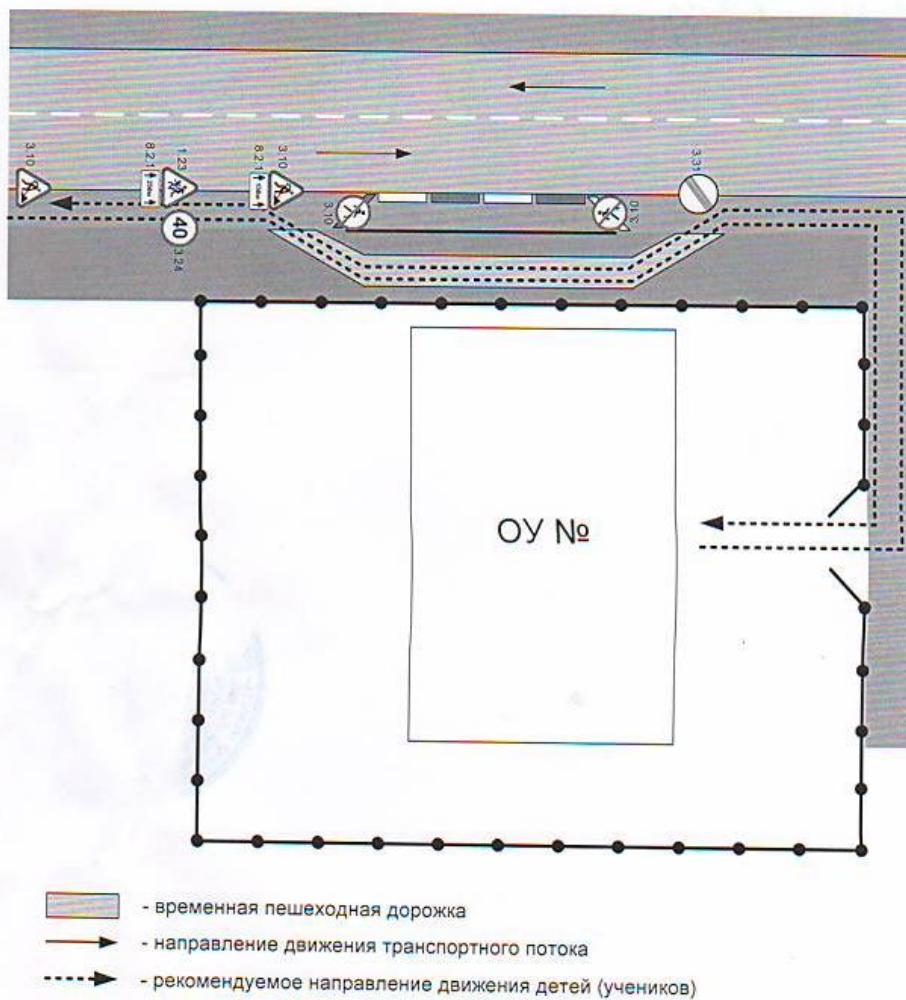 3.10
8.2.1
1.23
8.2.1
3.10
3.31
3.10
3.10
40
3.24
ОУ №
- временная пешеходная дорожка
- направление движения транспортного потока
- рекомендуемое направление движения детей (учеников)